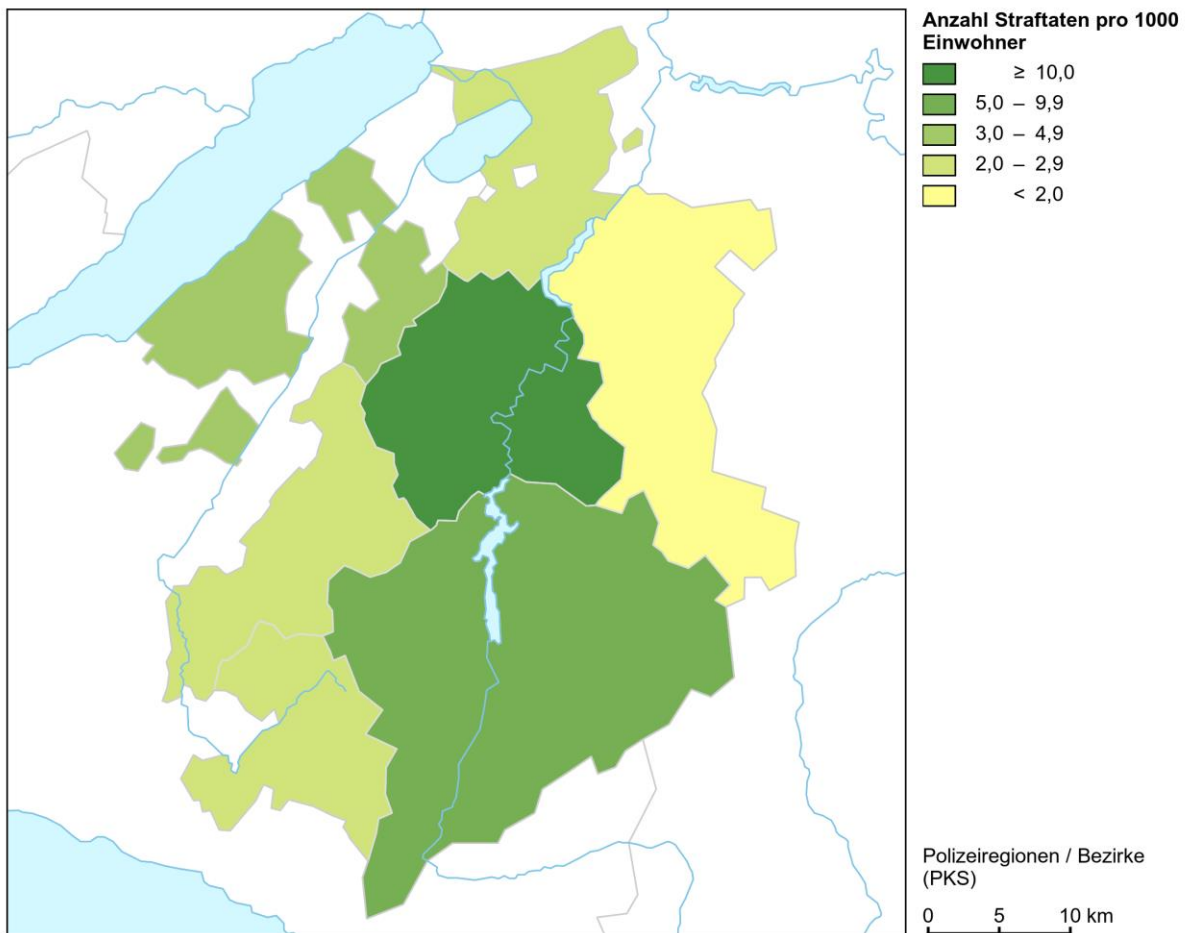 Anzahl Straftaten pro 1000
Einwohner
≥ 10,0
5,0 – 9,9
3,0 – 4,9
2,0 – 2,9
< 2,0
Polizeiregionen / Bezirke
(PKS)
0 5 10 km